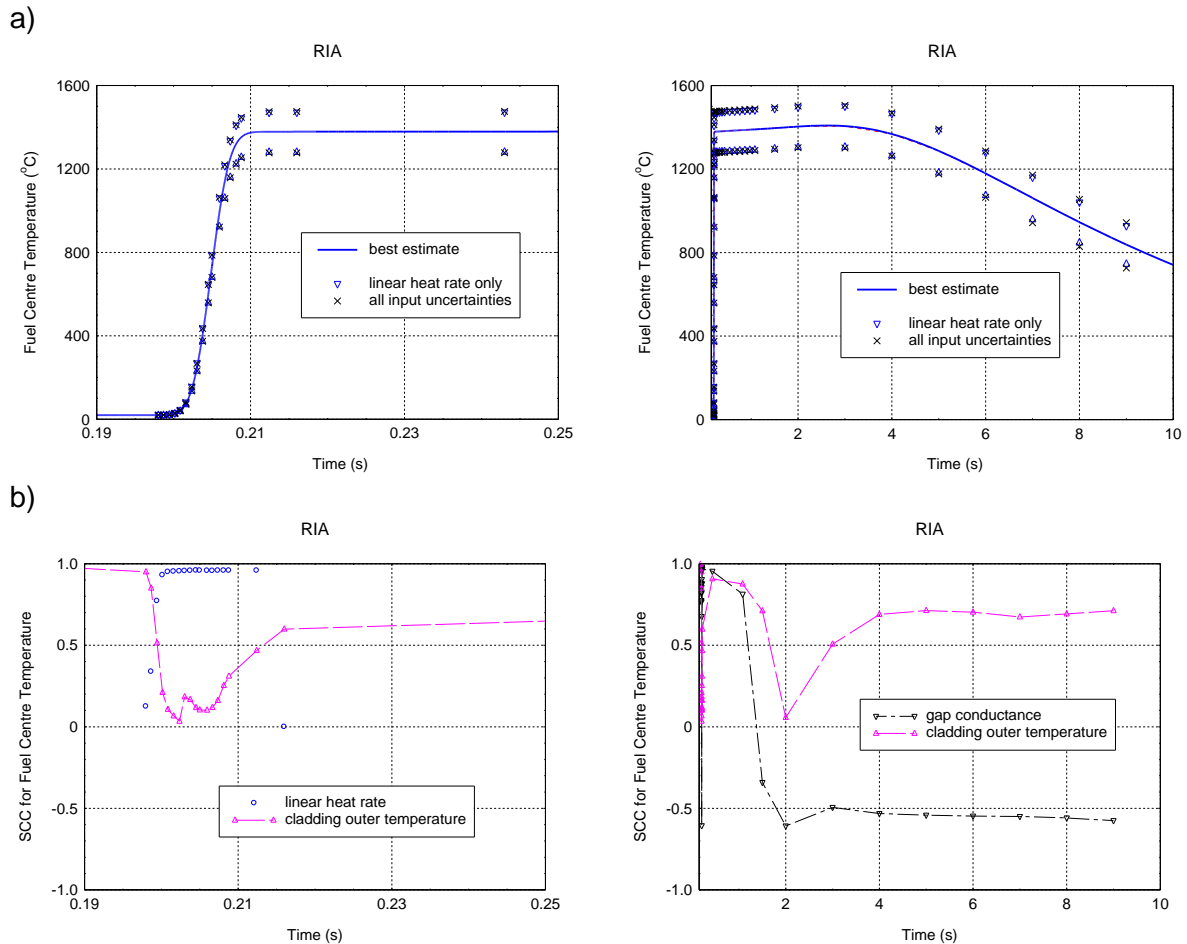 a)
RIA
1600
1200
800
400
0
Fuel Centre Temperature (°C)
best estimate
linear heat rate only
all input uncertainties
0.19
0.21
0.23
0.25
Time (s)
RIA
1600
1200
800
400
0
Fuel Centre Temperature (°C)
best estimate
linear heat rate only
all input uncertainties
2
4
6
8
10
Time (s)
b)
RIA
1.0
0.5
0
-0.5
-1.0
SCC for Fuel Centre Temperature
linear heat rate
cladding outer temperature
0.19
0.21
0.23
0.25
Time (s)
RIA
1.0
0.5
0
-0.5
-1.0
SCC for Fuel Centre Temperature
gap conductance
cladding outer temperature
2
4
6
8
10
Time (s)